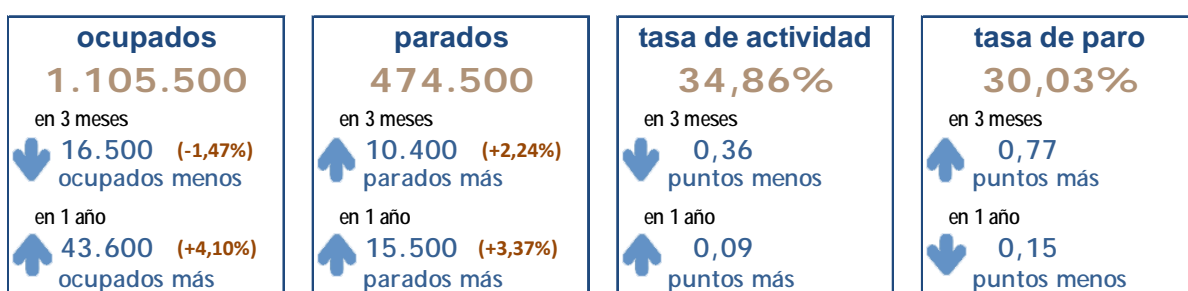 ocupados
1.105.500
en 3 meses
16.500 (-1,47%)
ocupados menos
en 1 año
43.600 (+4,10%)
ocupados más
parados
474.500
en 3 meses
10.400 (+2,24%)
parados más
en 1 año
15.500 (+3,37%)
parados más
tasa de actividad
34,86%
en 3 meses
0,36
puntos menos
en 1 año
0,09
puntos más
tasa de paro
30,03%
en 3 meses
0,77
puntos más
en 1 año
0,15
puntos menos